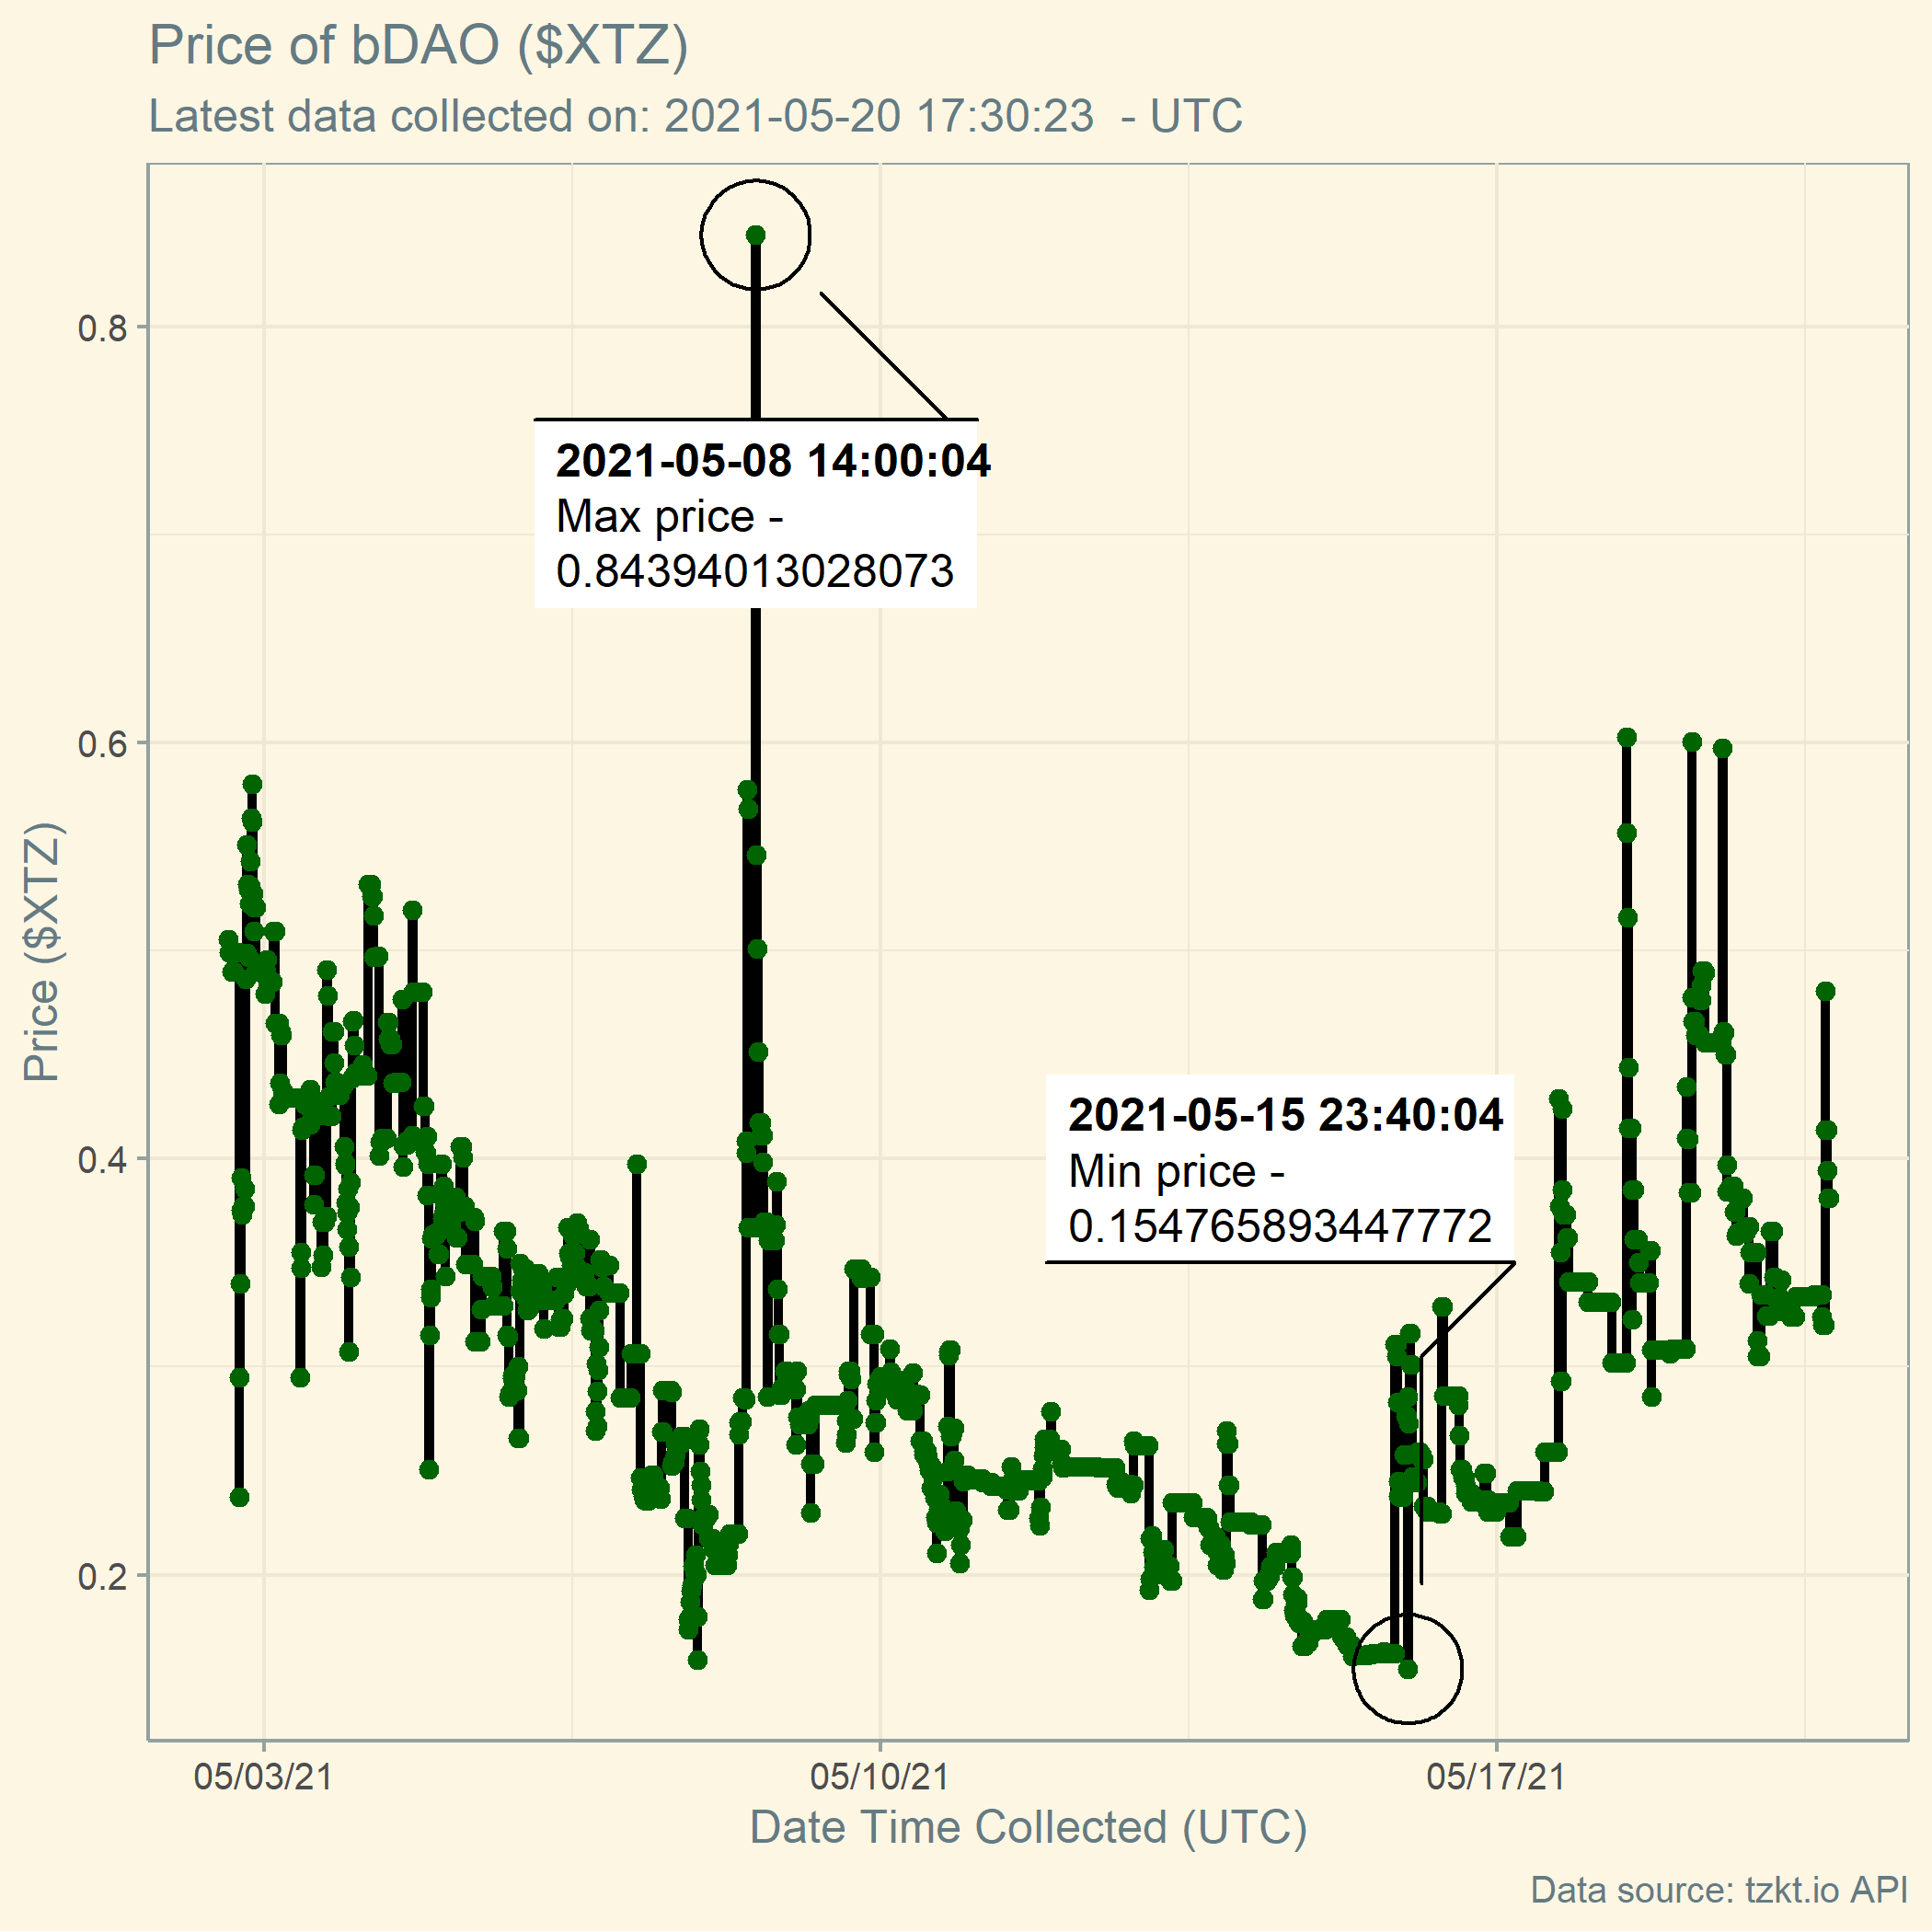 Price of bDAO ($XTZ)
Latest data collected on: 2021-05-20 17:30:23  - UTC
2021-05-08 14:00:04
Max price -
0.84394013028073
2021-05-15 23:40:04
Min price -
0.154765893447772
Price ($XTZ)
0.8
0.6
0.4
0.2
05/03/21
05/10/21
05/17/21
Date Time Collected (UTC)
Data source: tzkt.io API